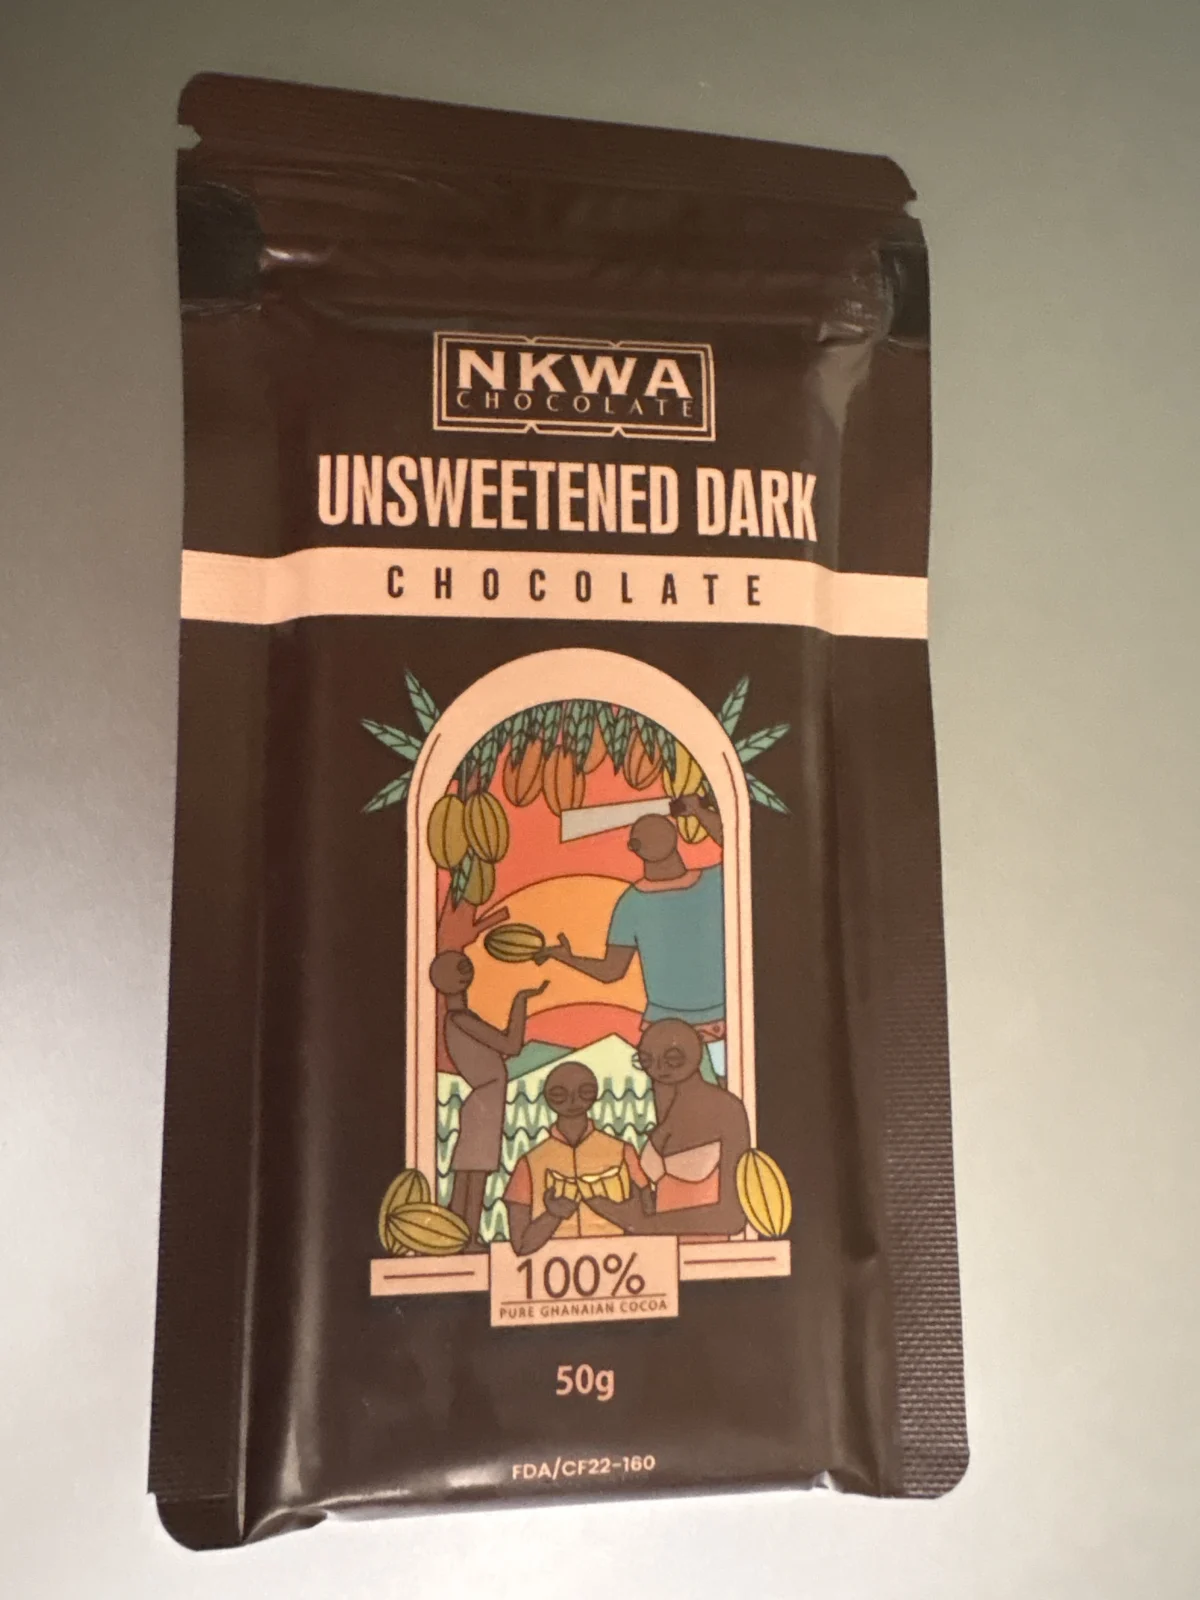 NKWA
CHOCOLATE
UNSWEETENED DARK
CHOCOLATE
100%
PURE GHANAIAN COCOA
50g
FDA/CF22-160